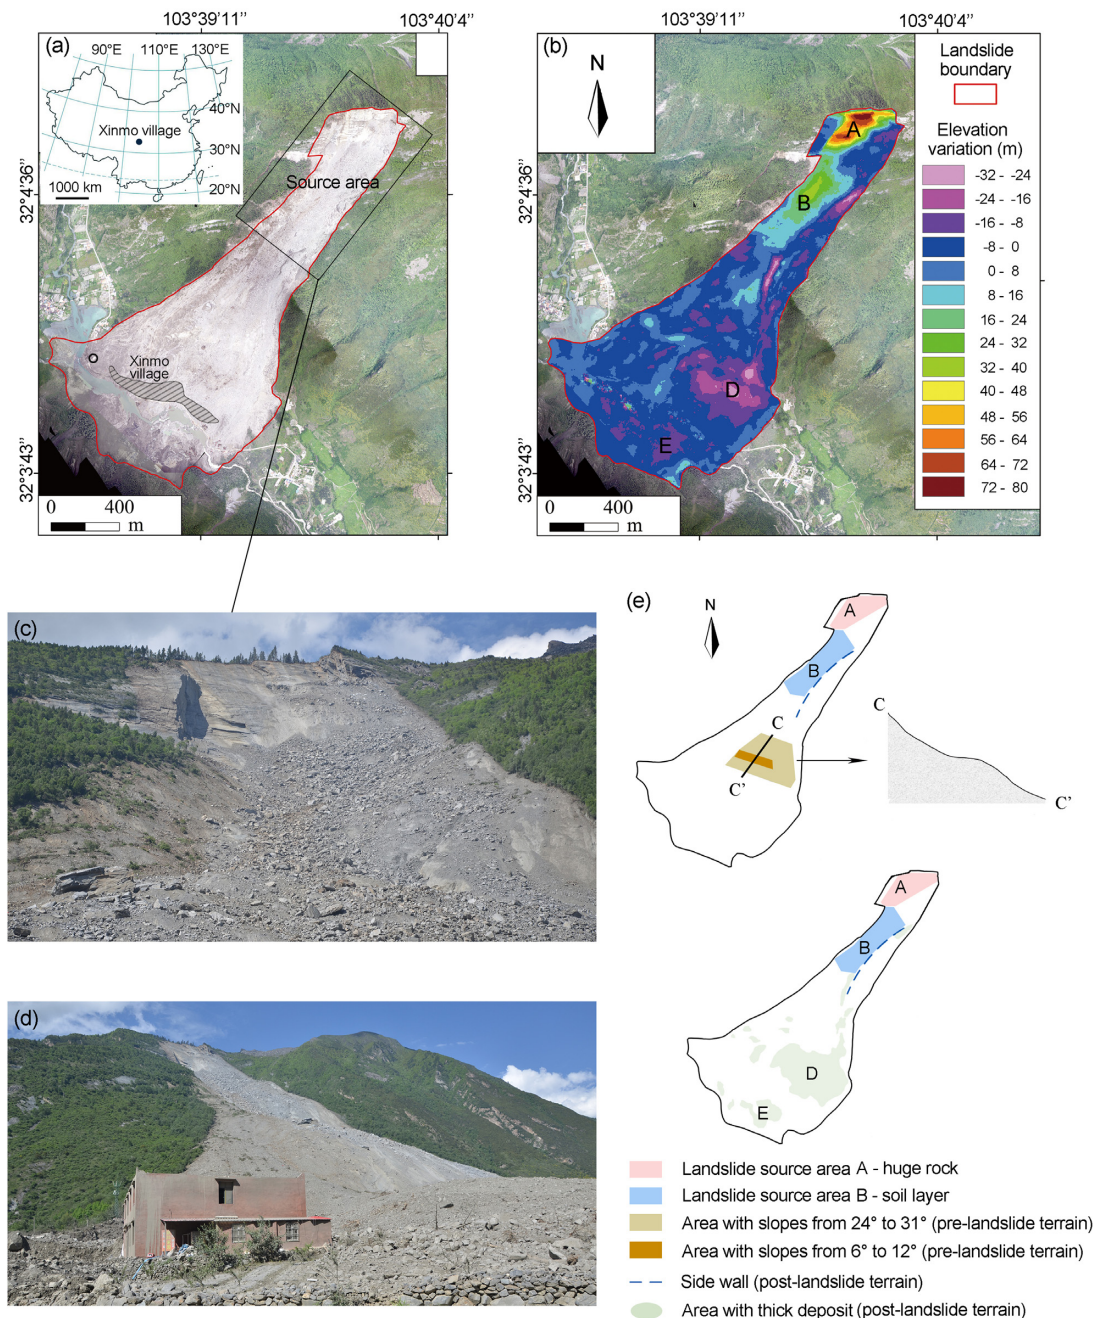 103°39'11’’
103°40'4’’
103°39'11’’
103°40'4’’
(a)
90°E
110°E
130°E
40°N
Xinmo village
30°N
20°N
1000 km
Source area
Xinmo
village
32°4'36’’
32°3'43’’
0
400
m
(b)
N
A
B
D
E
32°4'36’’
32°3'43’’
0
400
m
Landslide
boundary
Elevation
variation (m)
-32 - -24
-24 - -16
-16 - -8
-8 - 0
0 - 8
8 - 16
16 - 24
24 - 32
32 - 40
40 - 48
48 - 56
56 - 64
64 - 72
72 - 80
(c)
(d)
(e)
N
A
B
C
C'
C
C'
A
B
D
E
Landslide source area A - huge rock
Landslide source area B - soil layer
Area with slopes from 24° to 31° (pre-landslide terrain)
Area with slopes from 6° to 12° (pre-landslide terrain)
Side wall (post-landslide terrain)
Area with thick deposit (post-landslide terrain)